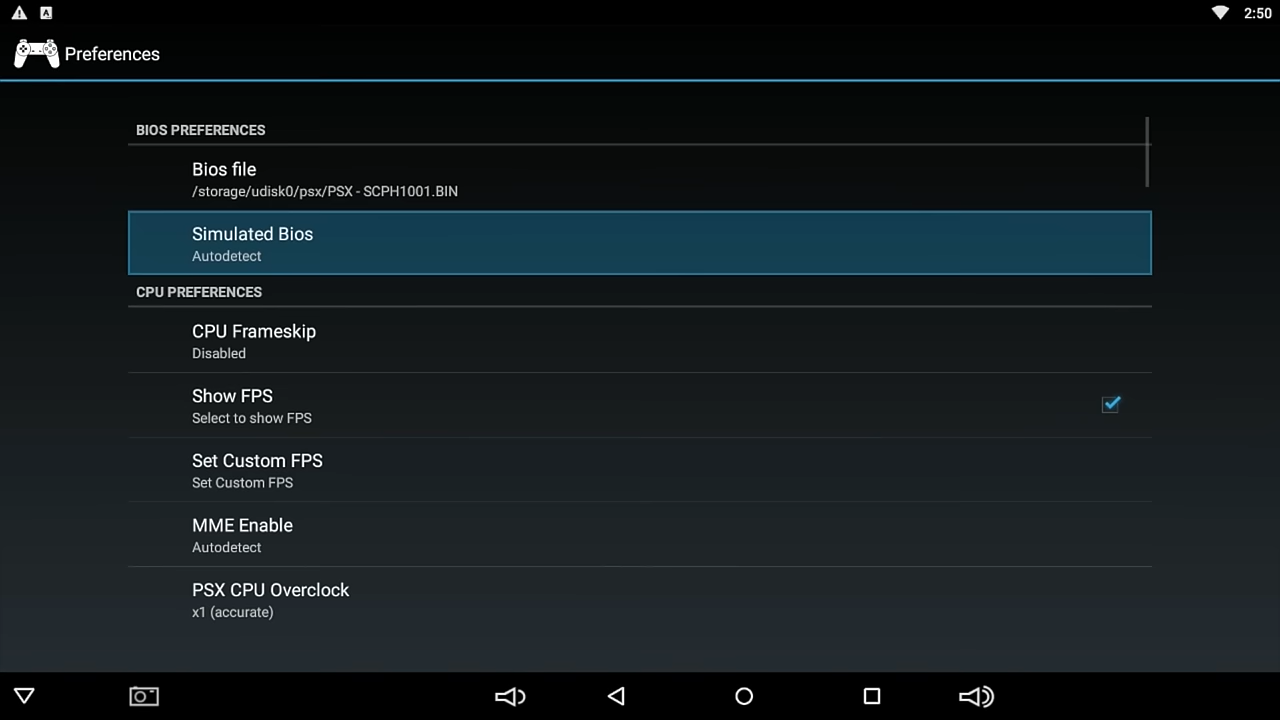 A
2:50
Preferences
BIOS PREFERENCES
Bios file
/storage/udisk0/psx/PSX - SCPH1001.BIN
Simulated Bios
Autodetect
CPU PREFERENCES
CPU Frameskip
Disabled
Show FPS
Select to show FPS
Set Custom FPS
Set Custom FPS
MME Enable
Autodetect
PSX CPU Overclock
x1 (accurate)